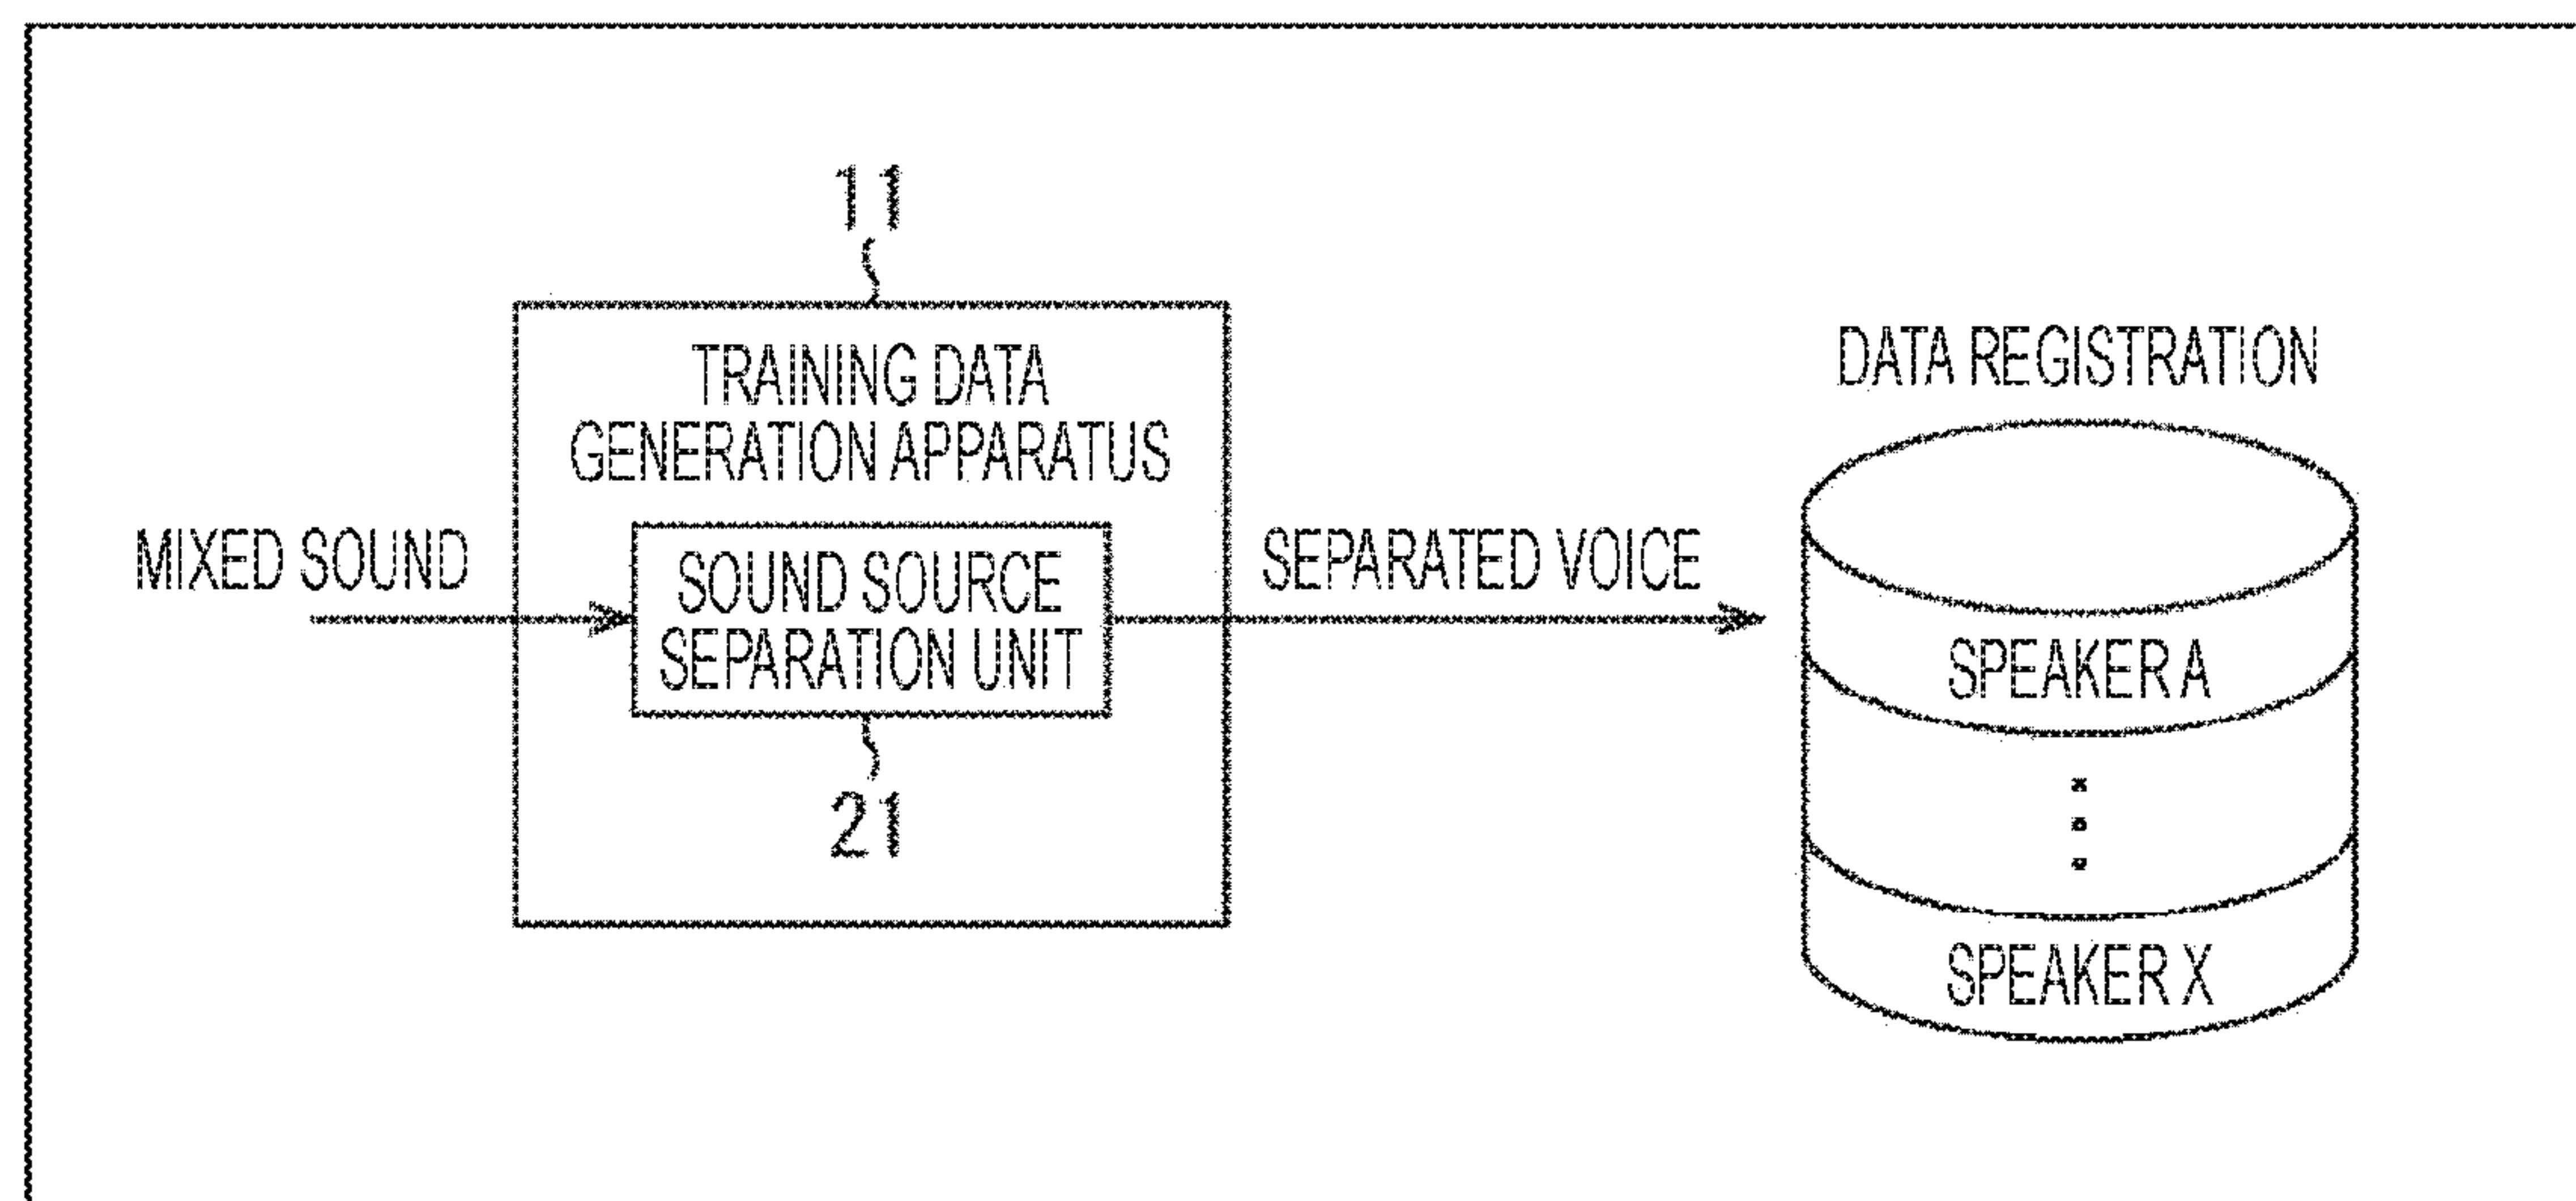 11
TRAINING DATA
GENERATION APPARATUS
MIXED SOUND
SOUND SOURCE
SEPARATION UNIT
21
SEPARATED VOICE
DATA REGISTRATION
SPEAKER A
SPEAKER X